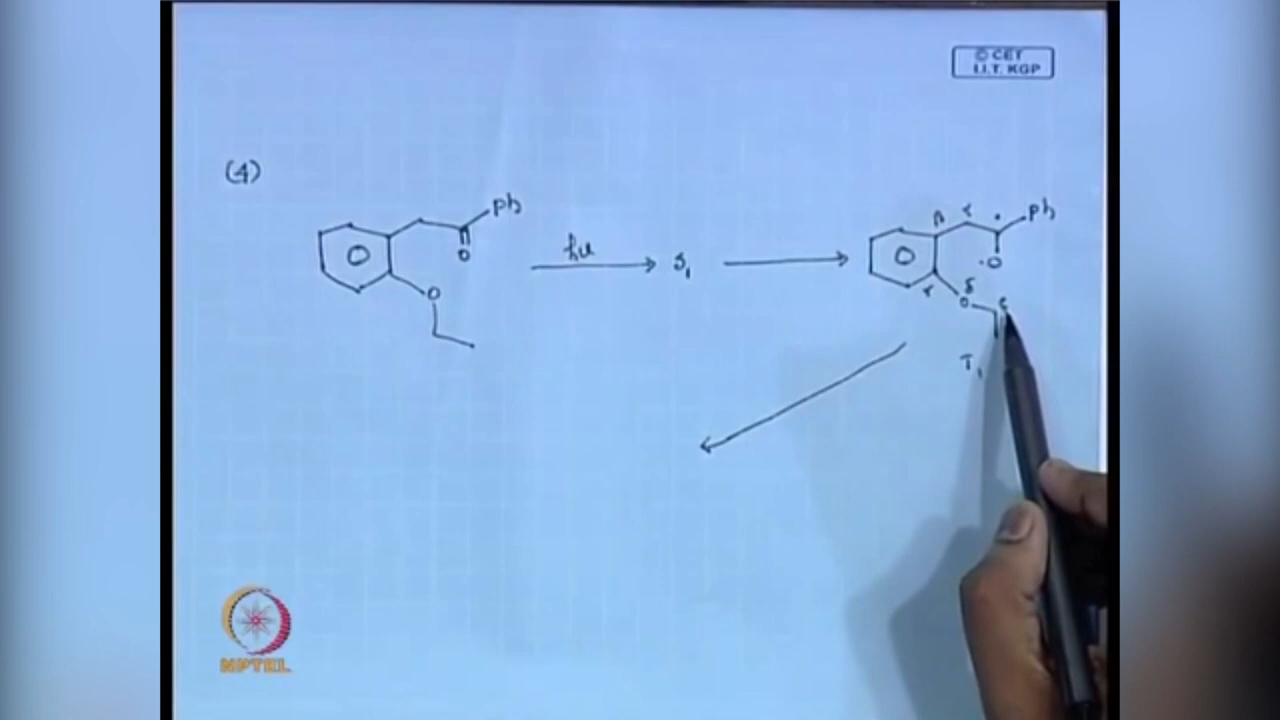 © CET
I.I.T. KGP
(4)
Ph
O
O
hν
S₁
β α · Ph
·O
γ δ
O ε
T₁
NPTEL